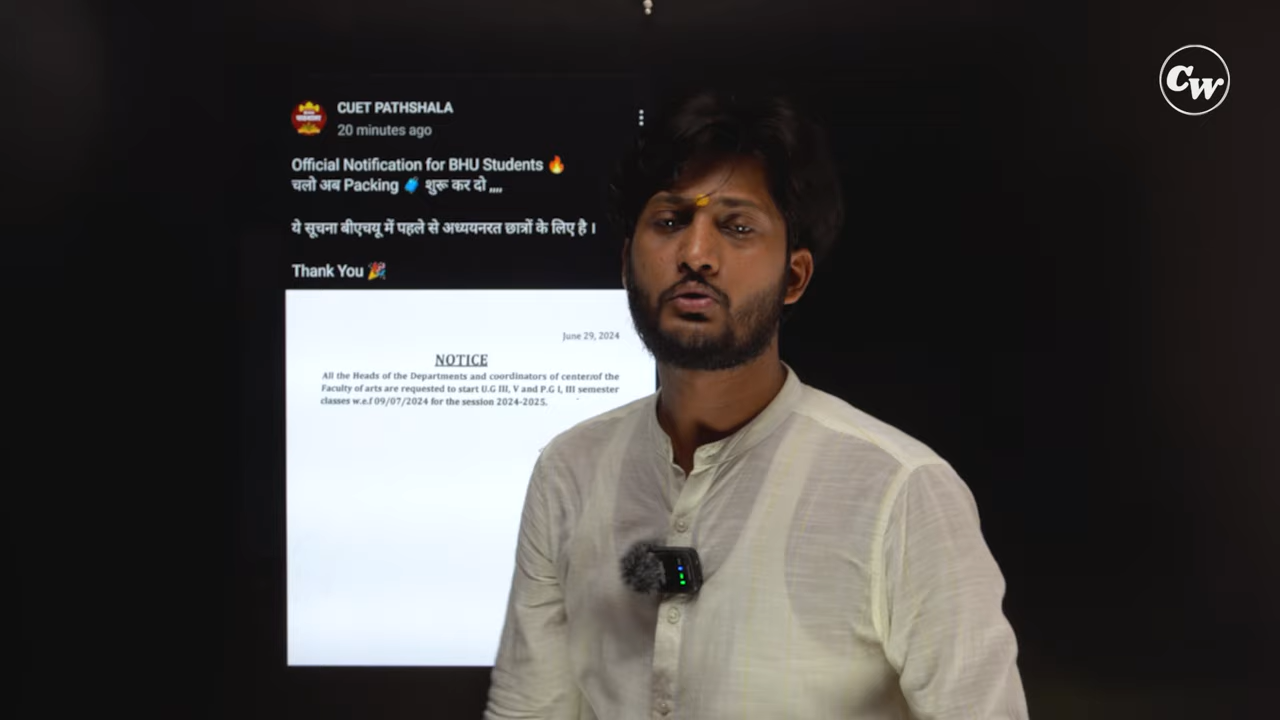 CW
CUET PATHSHALA
20 minutes ago
Official Notification for BHU Students 🔥
चलो अब Packing 🧳 शुरू कर दो ,,,,
ये सूचना बीएचयू में पहले से अध्ययनरत छात्रों के लिए है ।
Thank You 🎉
June 29, 2024
NOTICE
All the Heads of the Departments and coordinators of center/of the
Faculty of arts are requested to start U.G III, V and P.G I, III semester
classes w.e.f 09/07/2024 for the session 2024-2025.